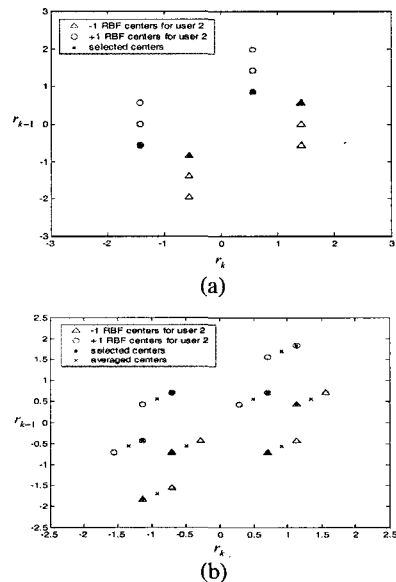 -1 RBF centers for user 2
+1 RBF centers for user 2
selected centers
3
2
1
0
-1
-2
-3
r_{k-1}
-3 -2 -1 0 1 2 3
r_k
(a)
-1 RBF centers for user 2
+1 RBF centers for user 2
selected centers
averaged centers
2.5
2
1.5
1
0.5
0
-0.5
-1
-1.5
-2
-2.5
r_{k-1}
-2.5 -2 -1.5 -1 -0.5 0 0.5 1 1.5 2 2.5
r_k
(b)